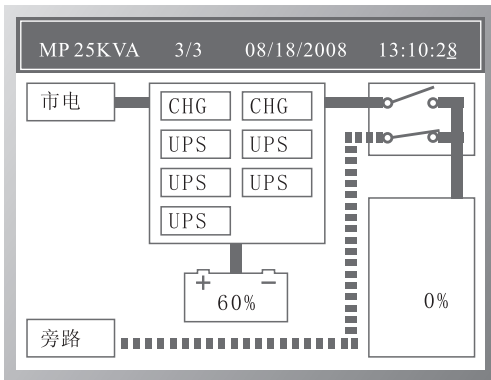 MP 25KVA 3/3 08/18/2008 13:10:28
市电 CHG CHG
UPS UPS
UPS UPS
UPS
+ −
60% 0%
旁路